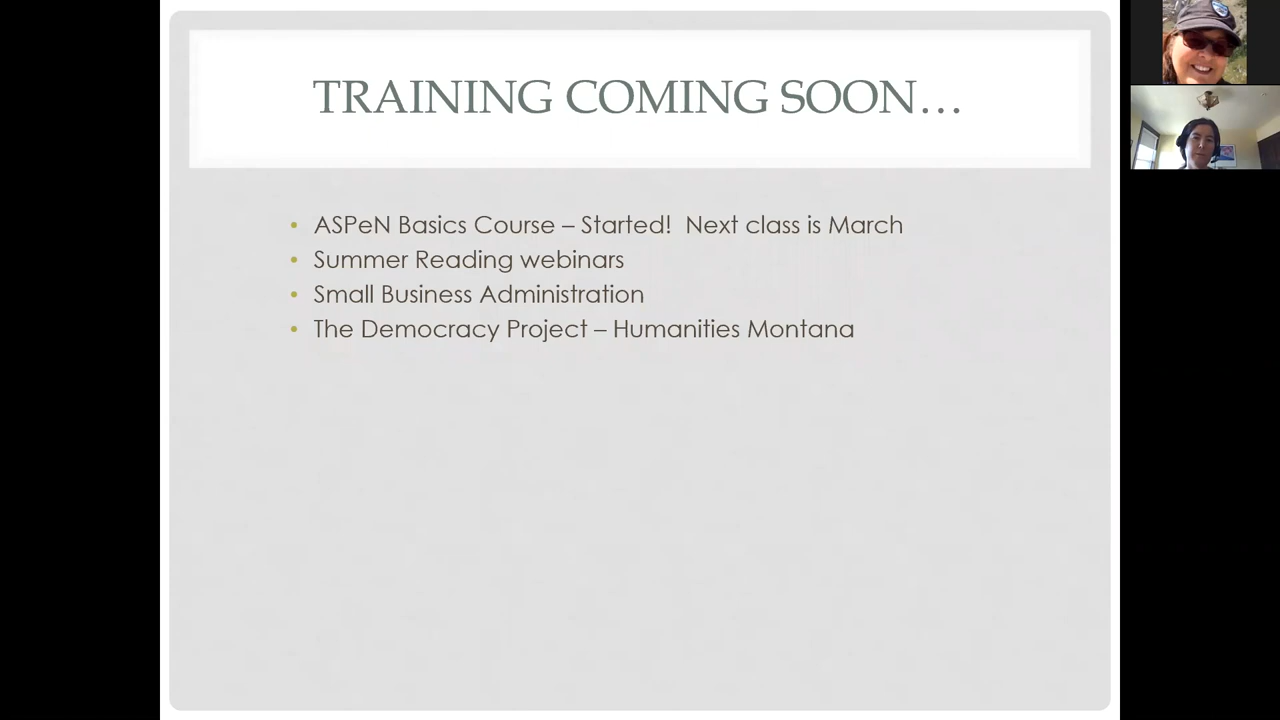 TRAINING COMING SOON…
• ASPeN Basics Course – Started!  Next class is March
• Summer Reading webinars
• Small Business Administration
• The Democracy Project – Humanities Montana